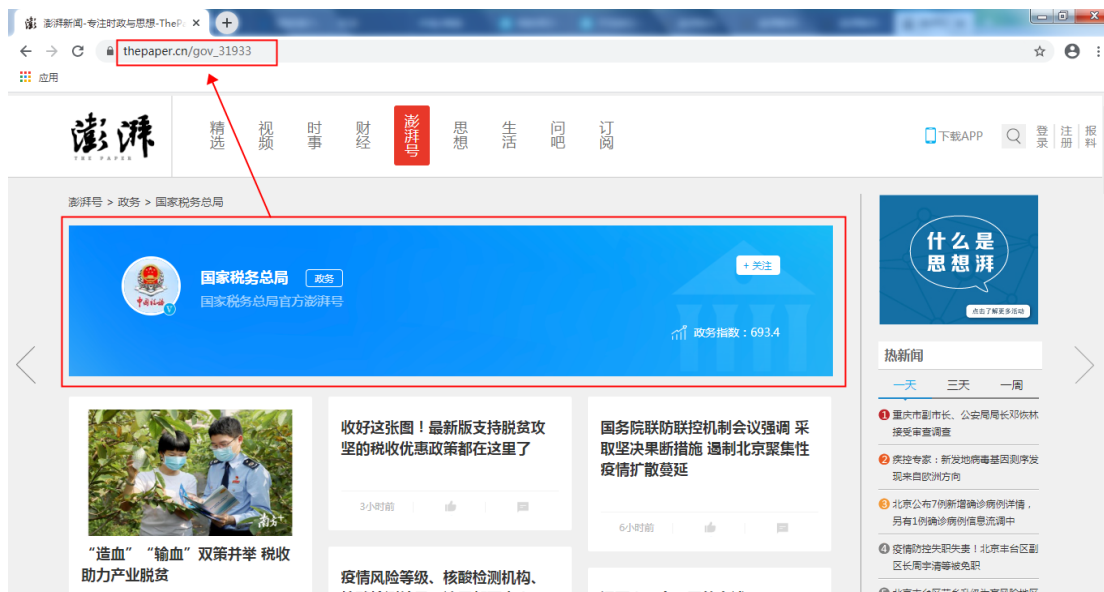 澎湃新闻-专注时政与思想-ThePa
thepaper.cn/gov_31933
应用
澎湃
THE PAPER
精选
视频
时事
财经
澎湃号
思想
生活
问吧
订阅
下载APP
登录
注册
报料
澎湃号 > 政务 > 国家税务总局
国家税务总局 政务
国家税务总局官方澎湃号
中国税务
+ 关注
政务指数：693.4
什么是
思想湃
点击了解更多活动
热新闻
一天 三天 一周
1 重庆市副市长、公安局局长邓恢林
接受审查调查
2 疾控专家：新发地病毒基因测序发
现来自欧洲方向
3 北京公布7例新增确诊病例详情，
另有1例确诊病例信息流调中
4 疫情防控失职失责！北京丰台区副
区长周宇清等被免职
南方+
“造血”“输血”双策并举 税收
助力产业脱贫
收好这张图！最新版支持脱贫攻
坚的税收优惠政策都在这里了
3小时前
疫情风险等级、核酸检测机构、
国务院联防联控机制会议强调 采
取坚决果断措施 遏制北京聚集性
疫情扩散蔓延
6小时前